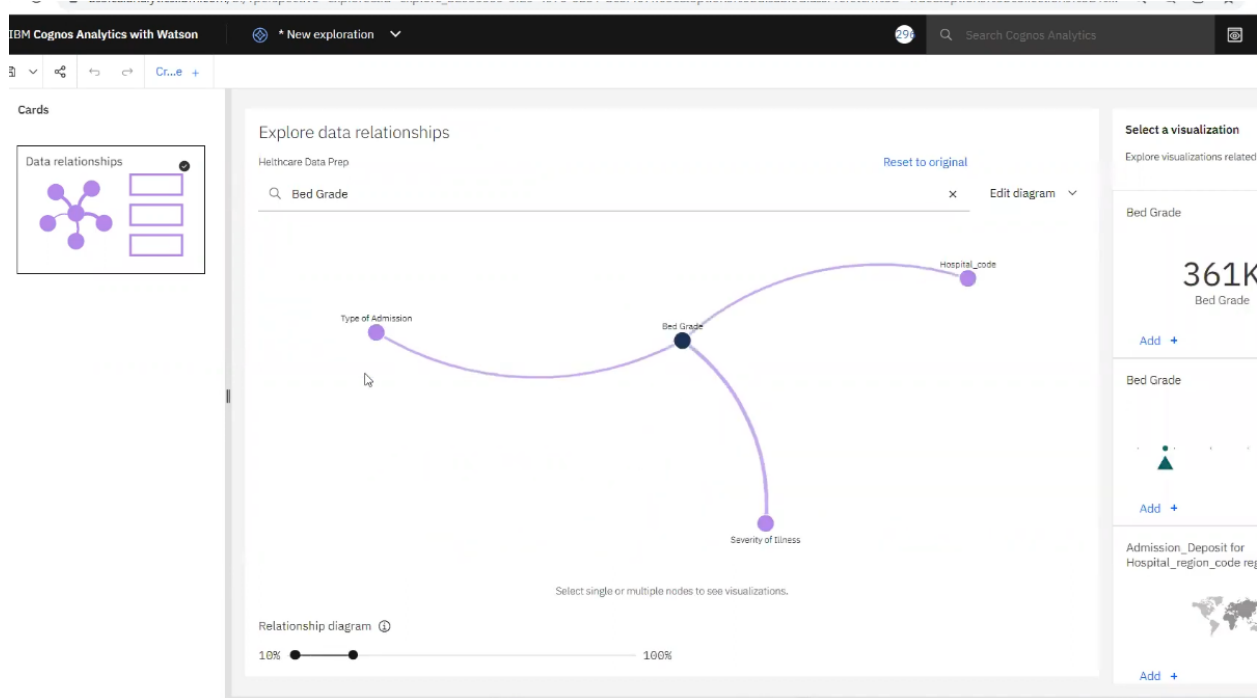 IBM Cognos Analytics with Watson
* New exploration
296
Search Cognos Analytics
Cr...e +
Cards
Data relationships
Explore data relationships
Helthcare Data Prep
Reset to original
Bed Grade
Edit diagram
Hospital_code
Type of Admission
Bed Grade
Severity of Illness
Select single or multiple nodes to see visualizations.
Relationship diagram
10%
100%
Select a visualization
Explore visualizations related
Bed Grade
361K
Bed Grade
Add +
Bed Grade
Add +
Admission_Deposit for
Hospital_region_code reg
Add +